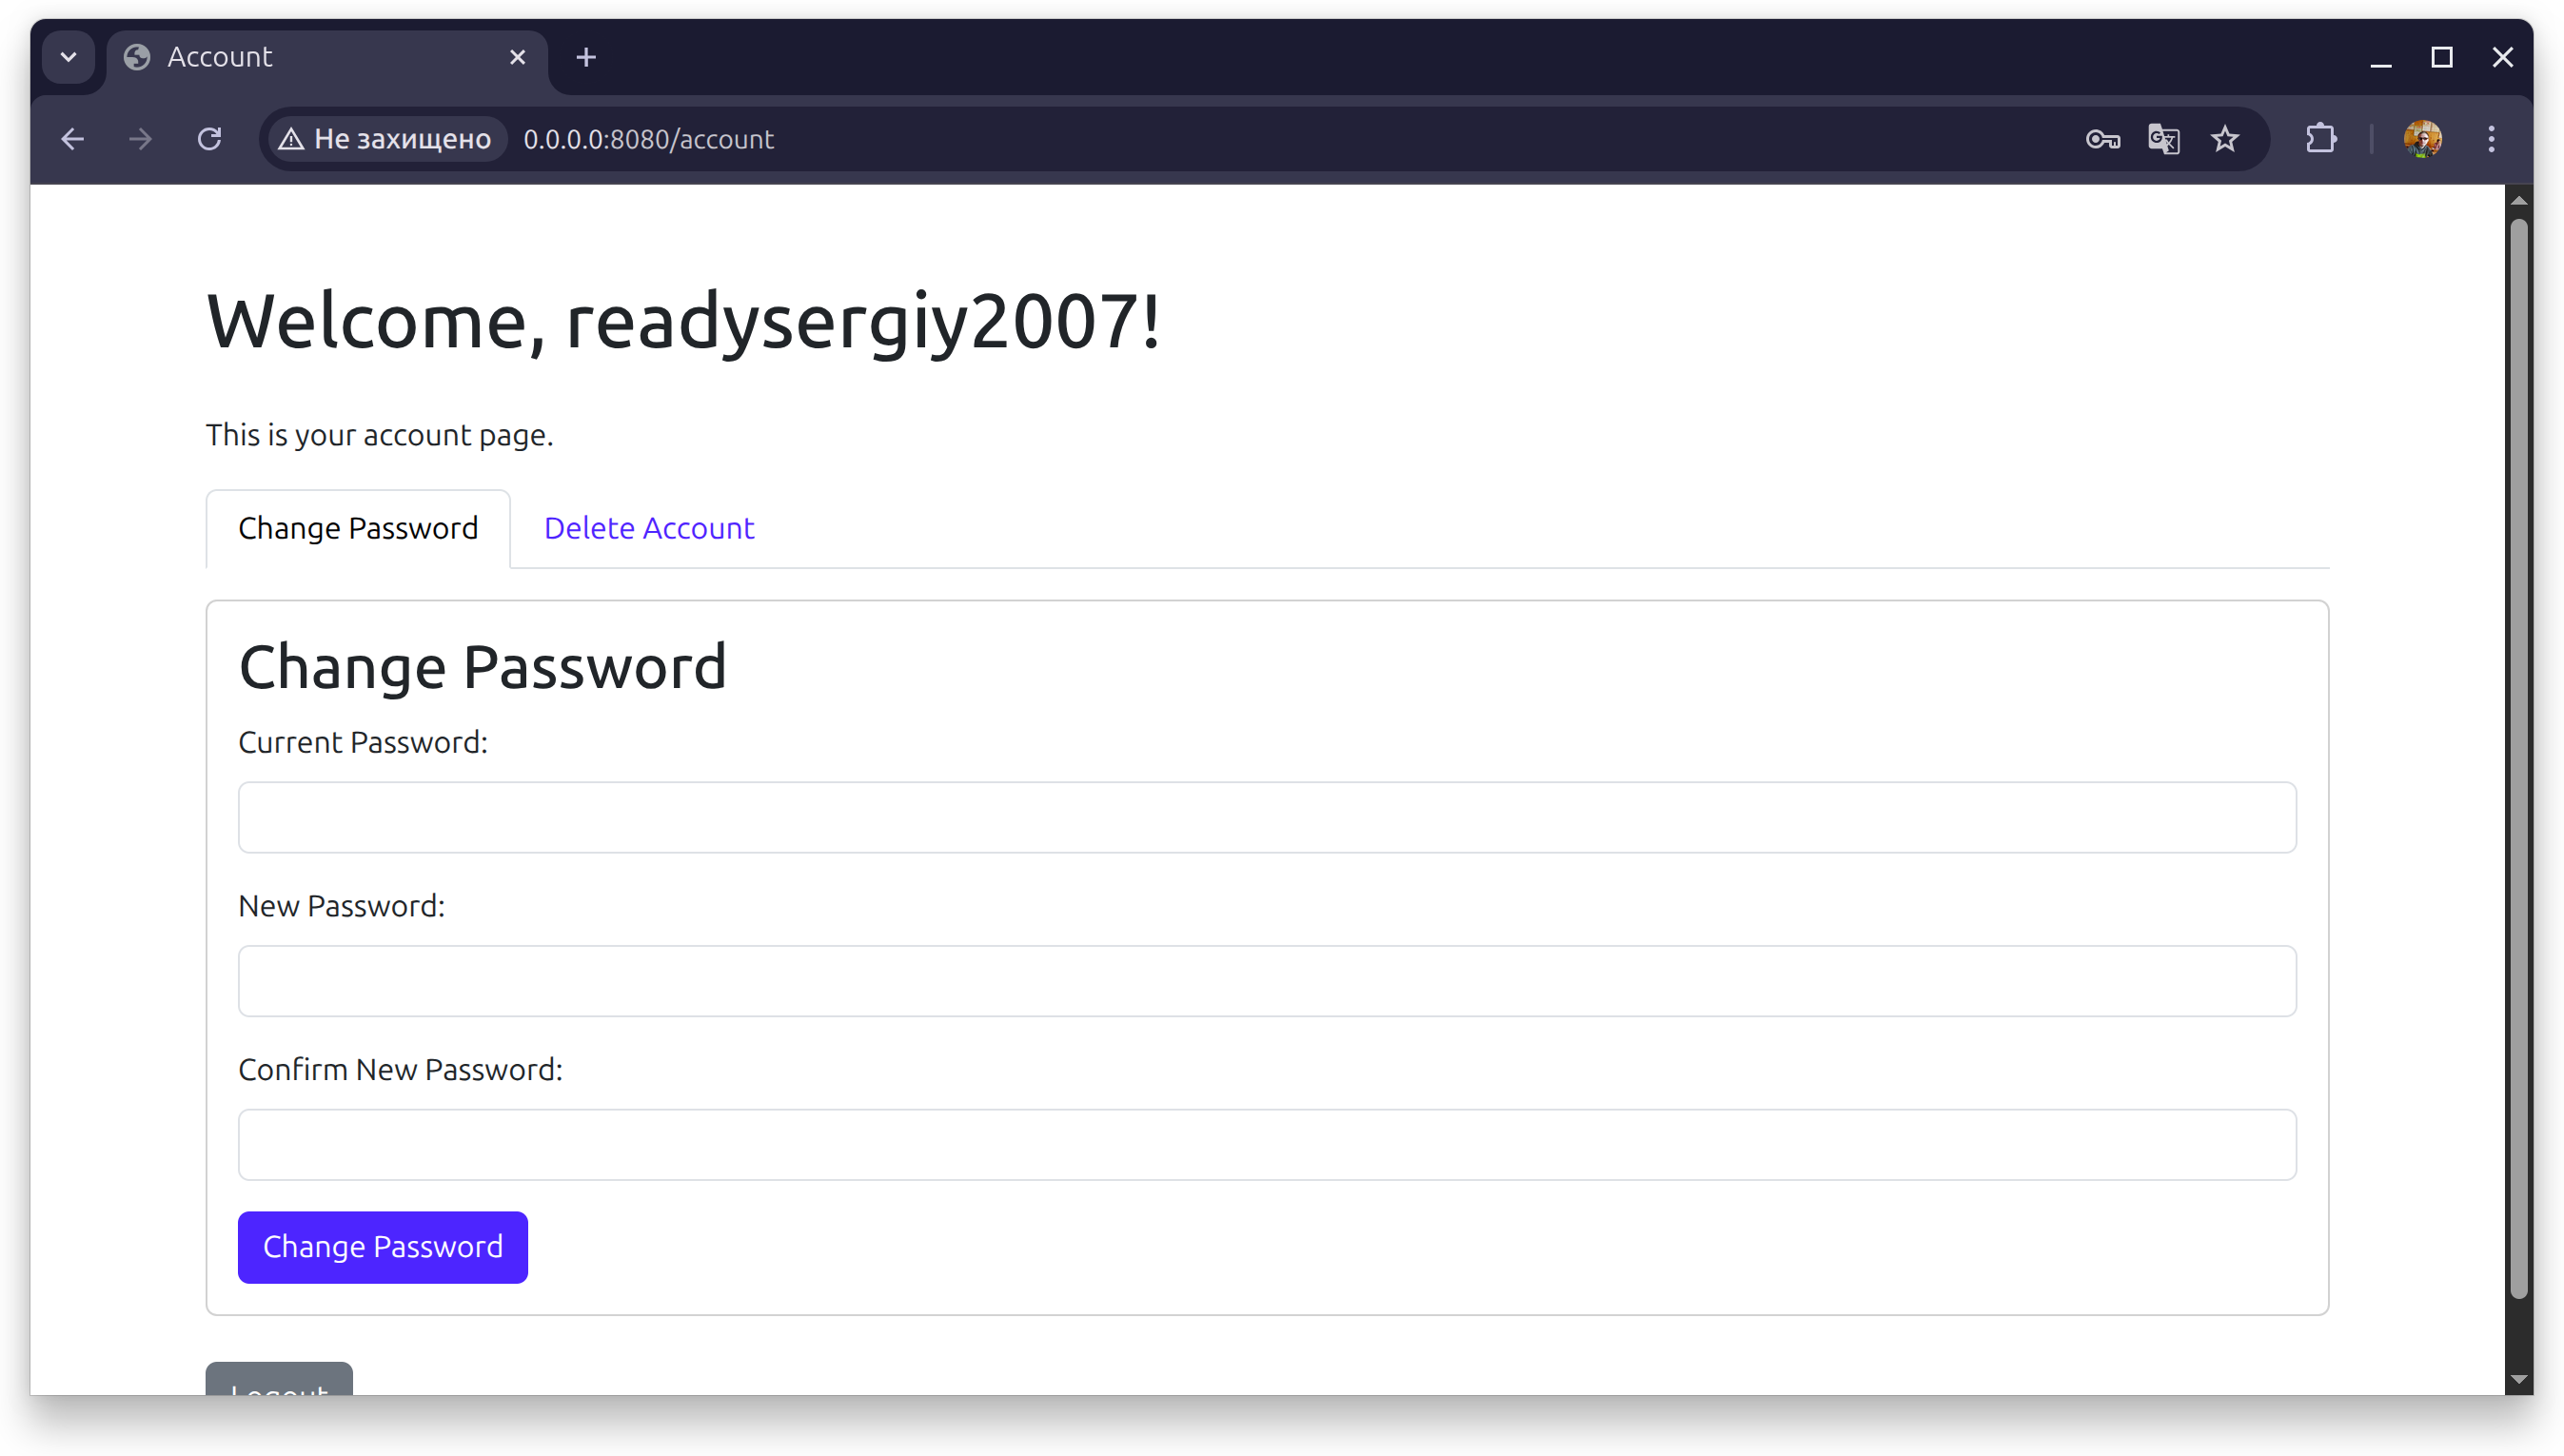 Account
Не захищено 0.0.0.0:8080/account
Welcome, readysergiy2007!
This is your account page.
Change Password Delete Account
Change Password
Current Password:
New Password:
Confirm New Password:
Change Password
Logout